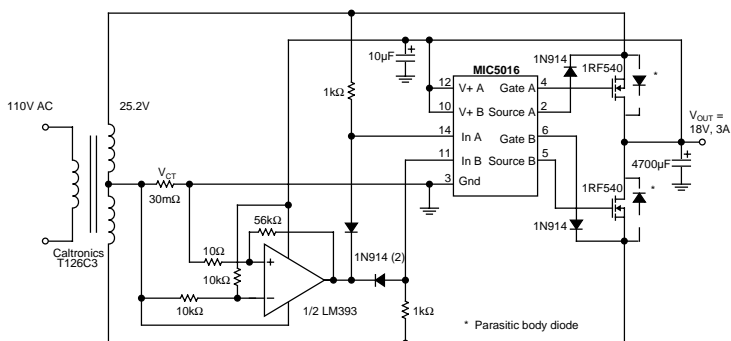 110V AC
25.2V
Caltronics
T126C3
VCT
30mΩ
1kΩ
10µF
+
MIC5016
12 V+ A Gate A 4
10 V+ B Source A 2
14 In A Gate B 6
11 In B Source B 5
3 Gnd
1N914
1RF540
*
VOUT =
18V, 3A
+
4700µF
1RF540
*
1N914
56kΩ
10Ω
10kΩ
10kΩ
+
−
1N914 (2)
1/2 LM393
1kΩ
* Parasitic body diode